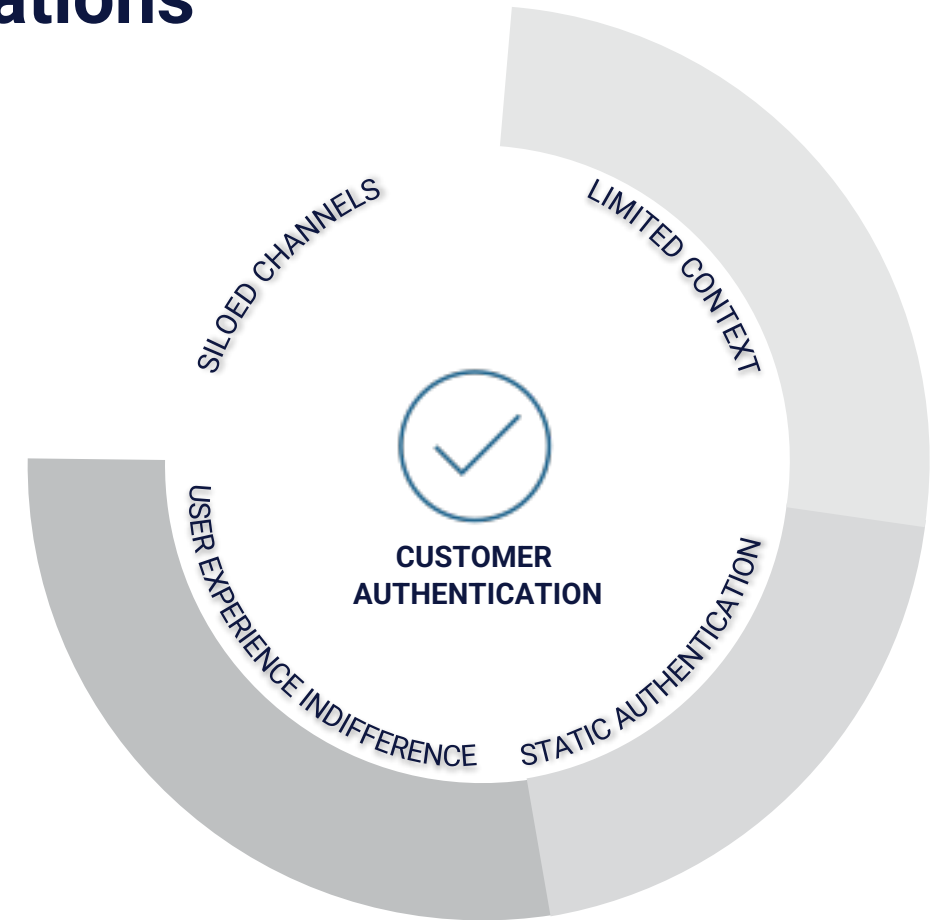 ations
SILOED CHANNELS
LIMITED CONTEXT
CUSTOMER
AUTHENTICATION
USER EXPERIENCE INDIFFERENCE
STATIC AUTHENTICATION